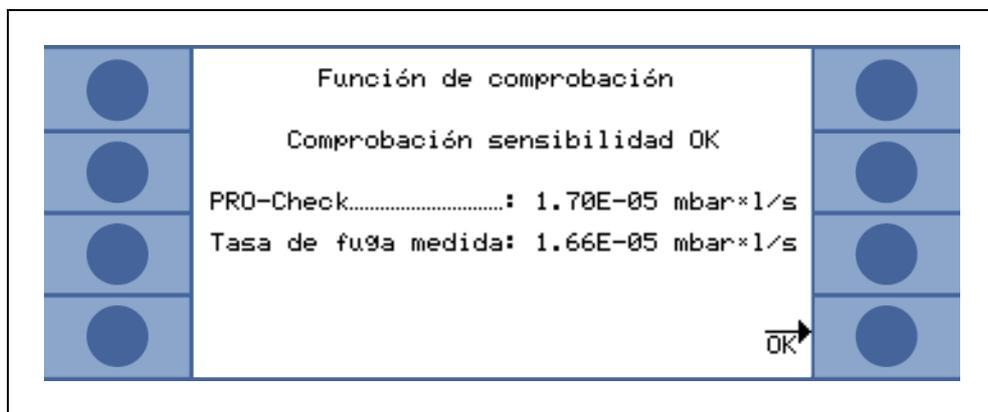 Función de comprobación
Comprobación sensibilidad OK
PRO-Check..............................: 1.70E-05 mbar*l/s
Tasa de fuga medida: 1.66E-05 mbar*l/s
OK